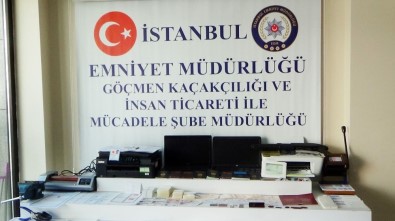 İSTANBUL
EMNİYET MÜDÜRLÜĞÜ
GÖÇMEN KAÇAKÇILIĞI VE
İNSAN TİCARETİ İLE
MÜCADELE ŞUBE MÜDÜRLÜĞÜ